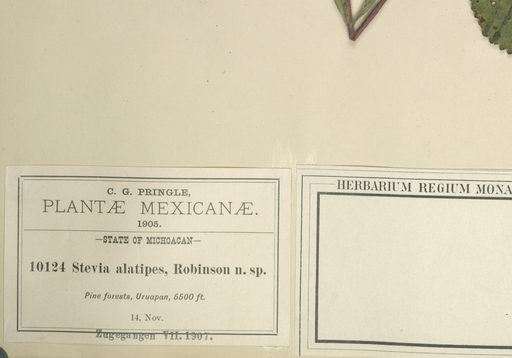 C. G. PRINGLE,
PLANTÆ MEXICANÆ.
1905.
—STATE OF MICHOACAN—
10124 Stevia alatipes, Robinson n. sp.
Pine forests, Uruapan, 5500 ft.
14. Nov.
Zugegangen VII. 1907.
HERBARIUM REGIUM MONA